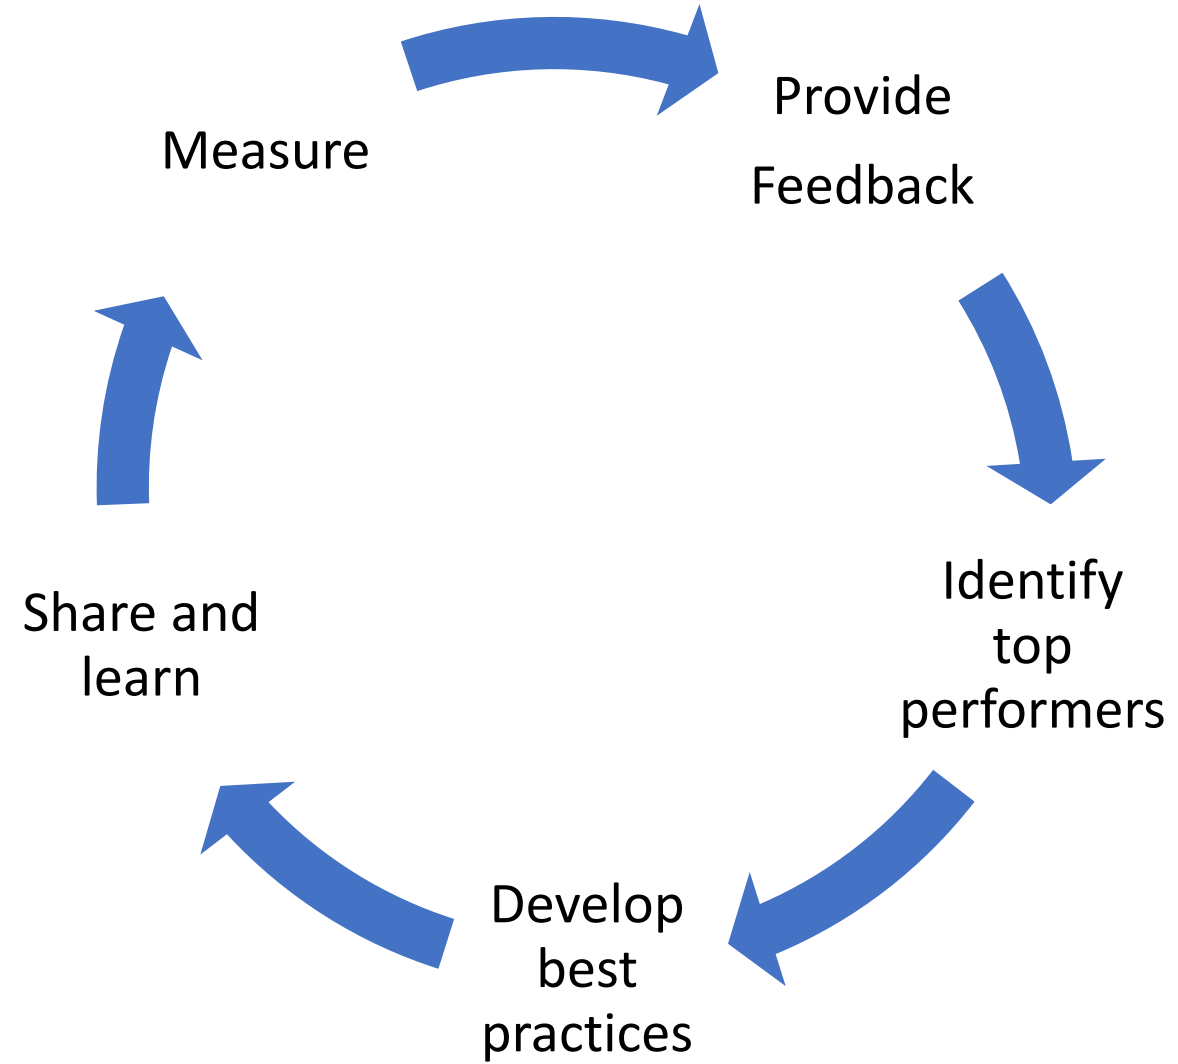 Measure
Provide
Feedback
Identify
top
performers
Develop
best
practices
Share and
learn